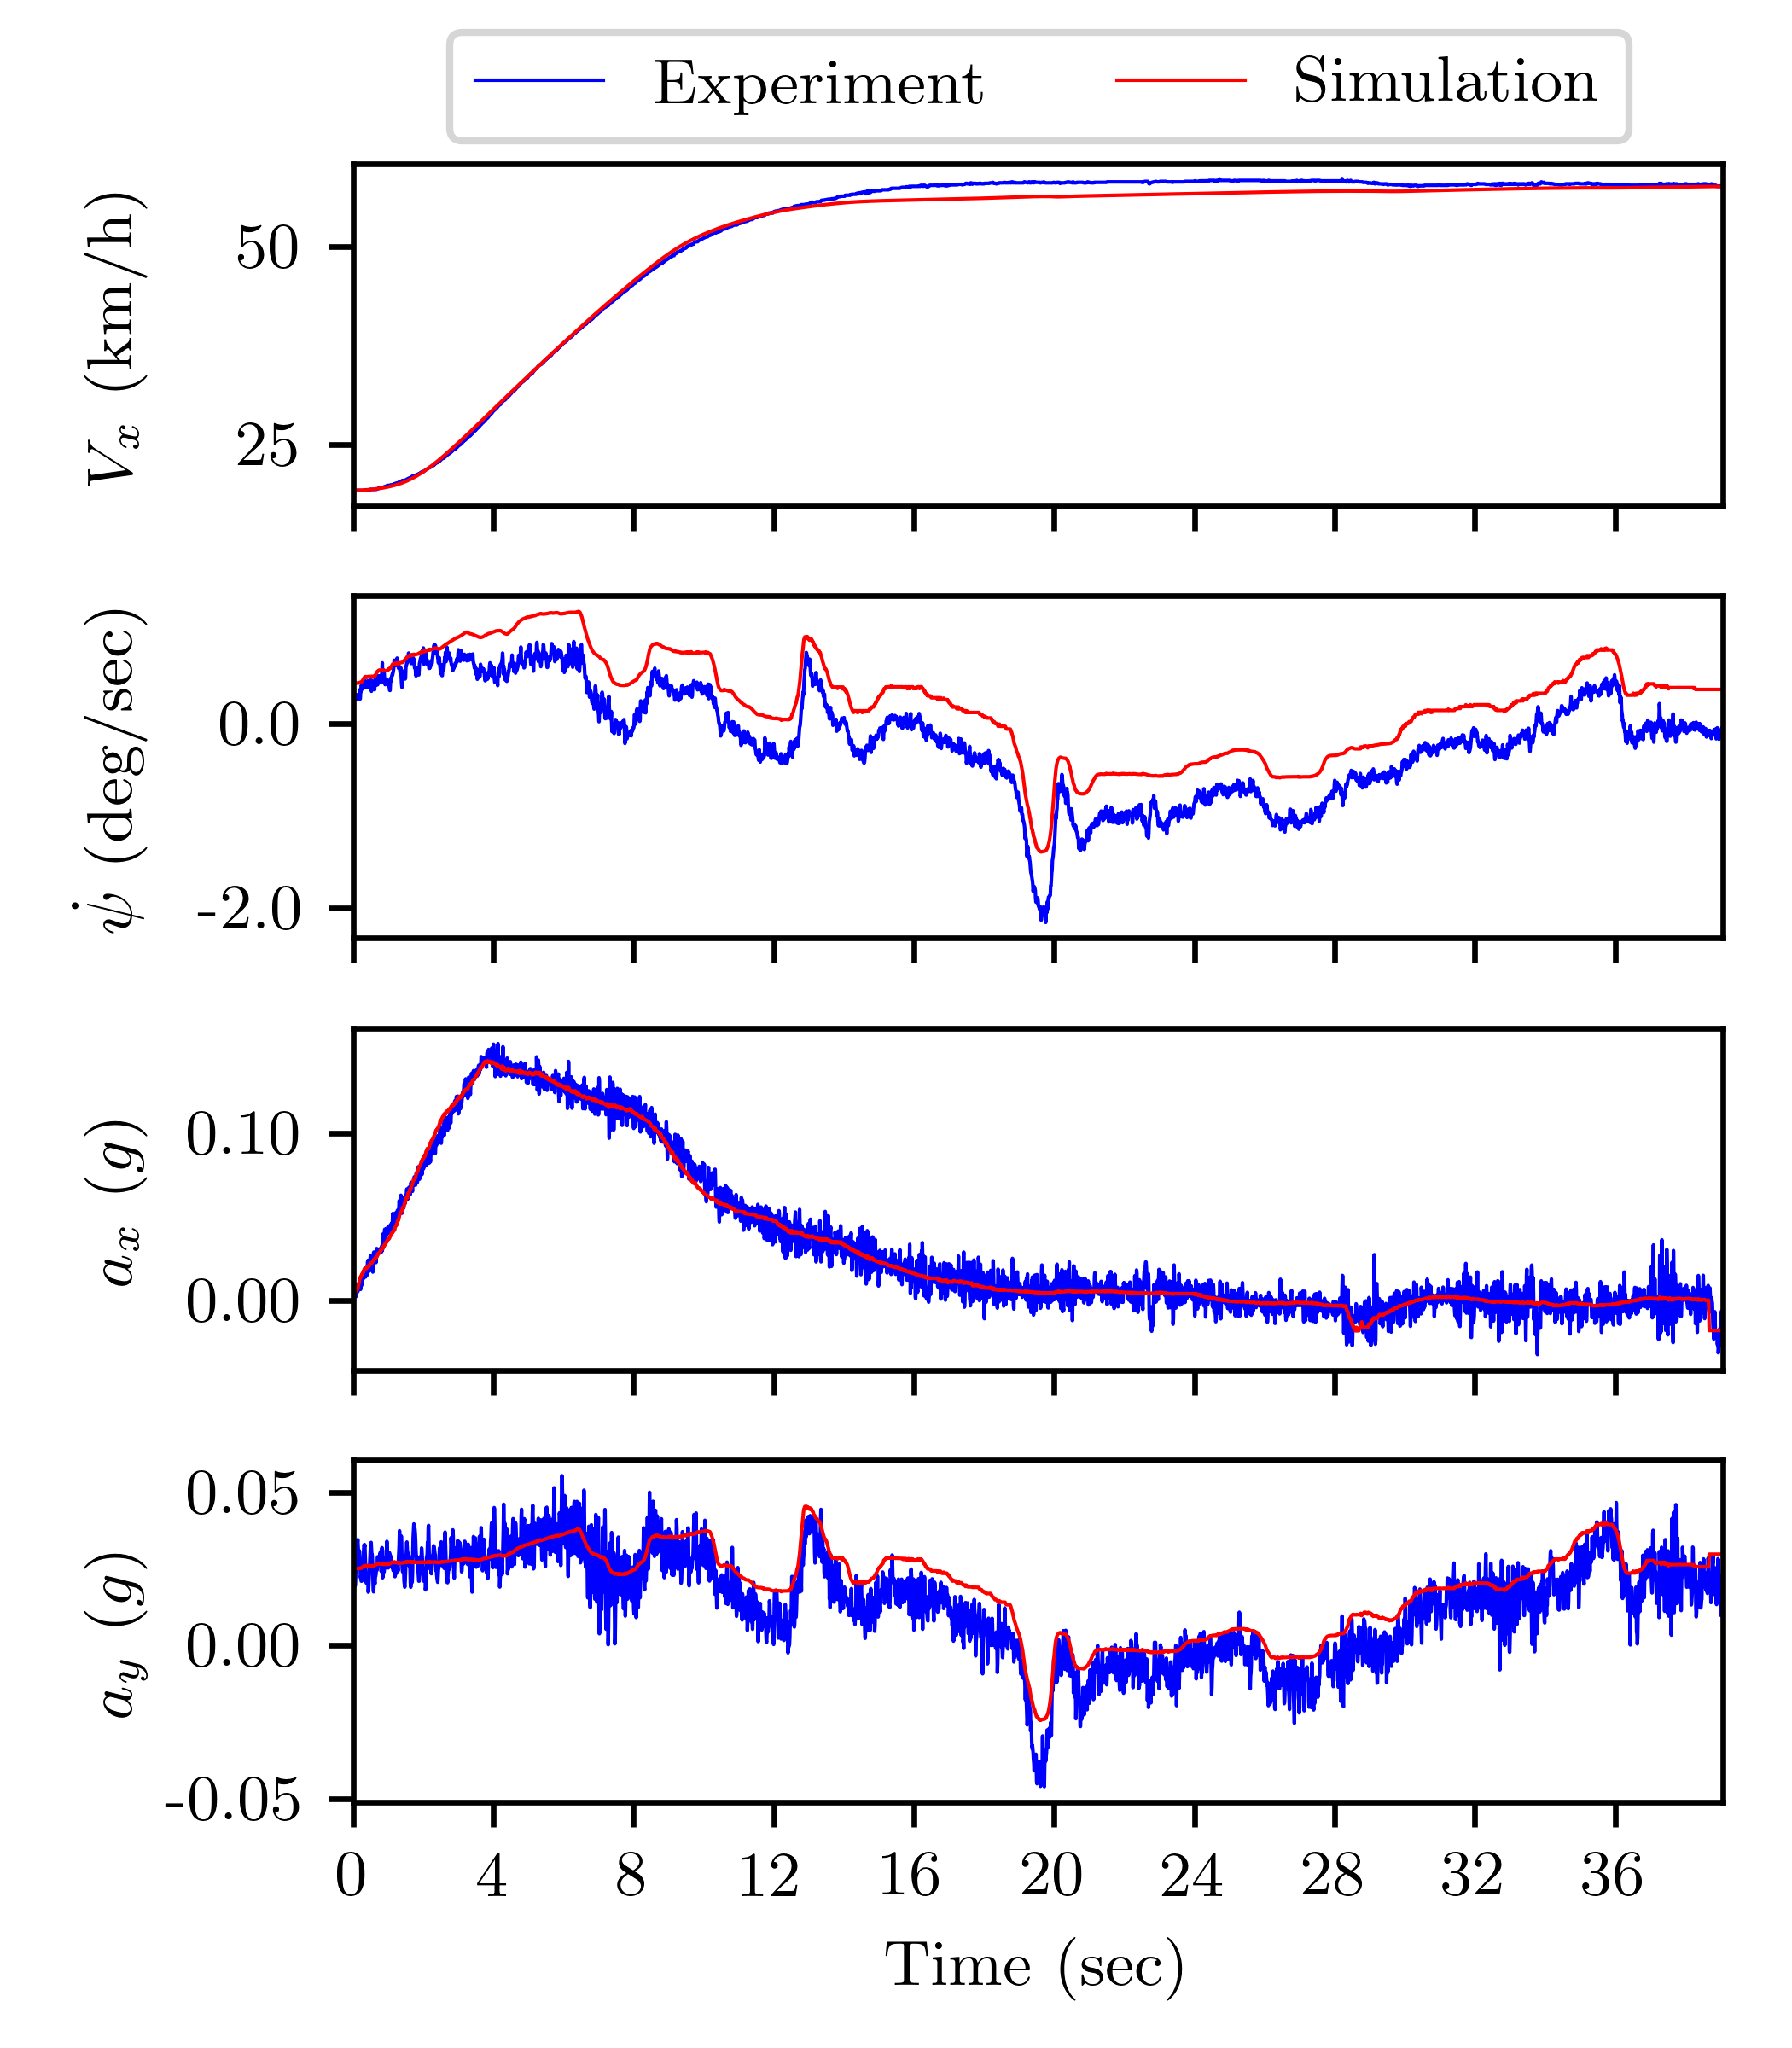 Experiment Simulation
V_x (km/h)
50
25
ψ̇ (deg/sec)
0.0
-2.0
a_x (g)
0.10
0.00
a_y (g)
0.05
0.00
-0.05
0 4 8 12 16 20 24 28 32 36
Time (sec)